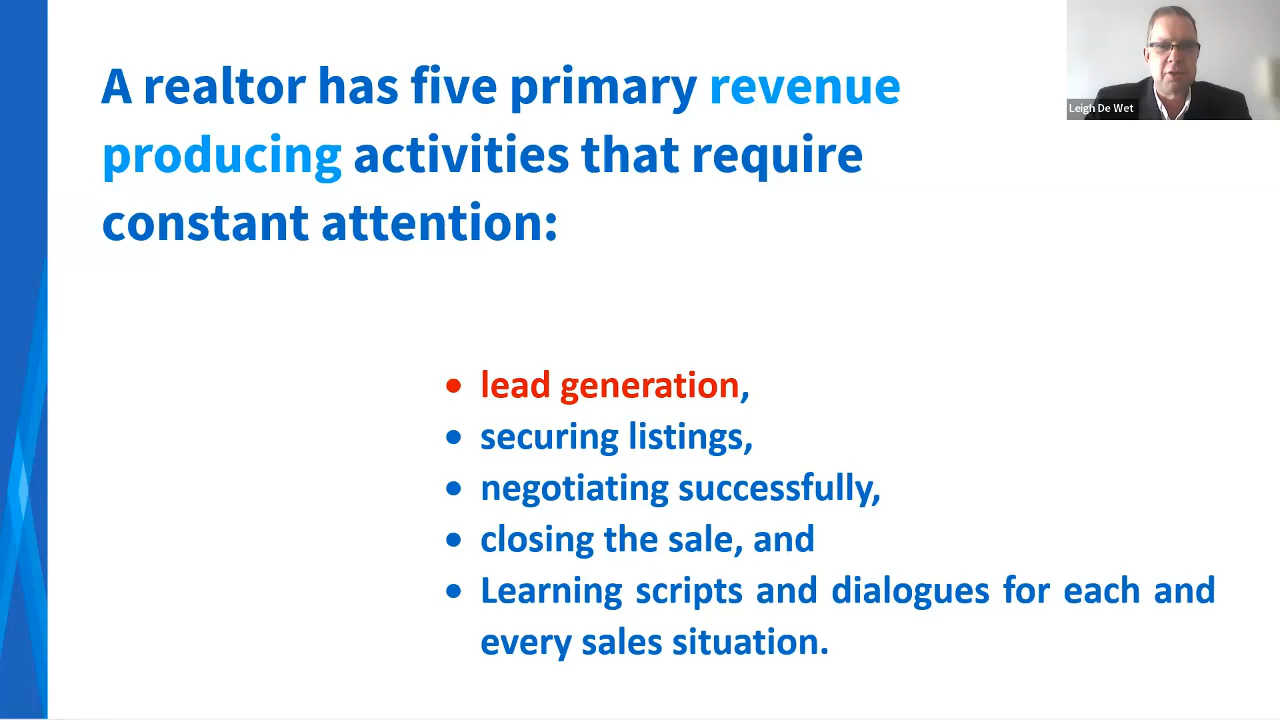 A realtor has five primary revenue
producing activities that require
constant attention:
Leigh De Wet
• lead generation,
• securing listings,
• negotiating successfully,
• closing the sale, and
• Learning scripts and dialogues for each and
every sales situation.